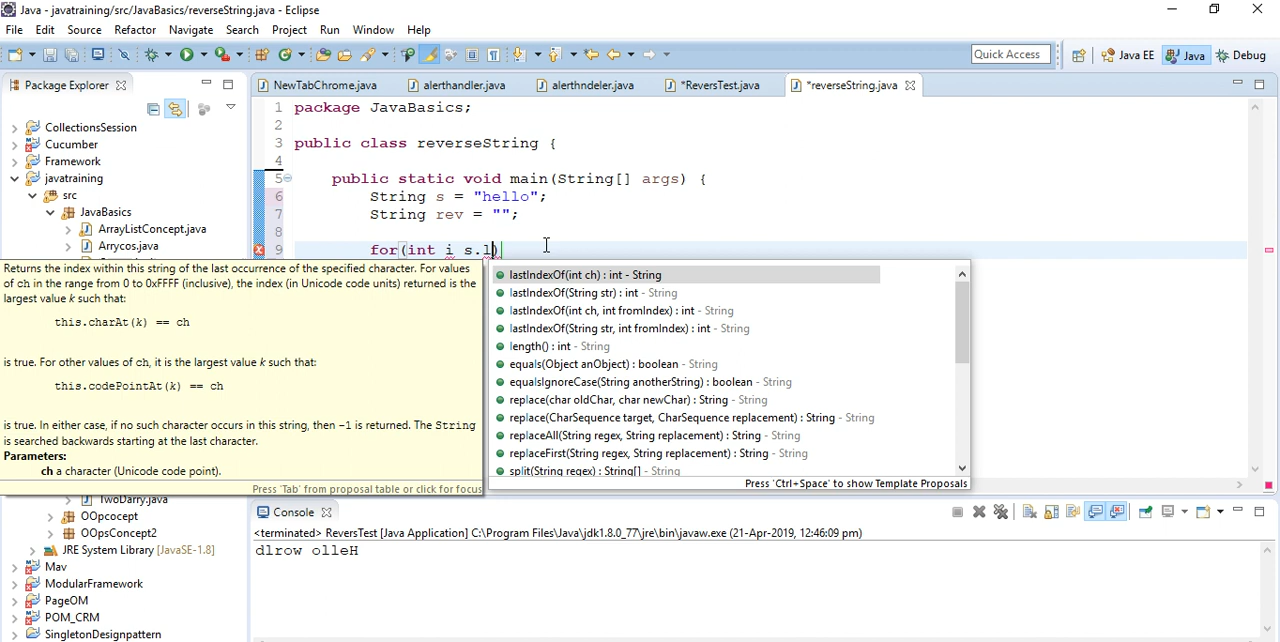 Java - javatraining/src/JavaBasics/reverseString.java - Eclipse
File Edit Source Refactor Navigate Search Project Run Window Help
Quick Access Java EE Java Debug
Package Explorer
NewTabChrome.java alerthandler.java alerthndeler.java *ReversTest.java *reverseString.java
CollectionsSession
Cucumber
Framework
javatraining
src
JavaBasics
ArrayListConcept.java
Arrycos.java
1 package JavaBasics;
2
3 public class reverseString {
4
5 public static void main(String[] args) {
6 String s = "hello";
7 String rev = "";
8
9 for(int i s.l)
Returns the index within this string of the last occurrence of the specified character. For values
of ch in the range from 0 to 0xFFFF (inclusive), the index (in Unicode code units) returned is the
largest value k such that:
this.charAt(k) == ch
is true. For other values of ch, it is the largest value k such that:
this.codePointAt(k) == ch
is true. In either case, if no such character occurs in this string, then -1 is returned. The String
is searched backwards starting at the last character.
Parameters:
ch a character (Unicode code point).
Press 'Tab' from proposal table or click for focus
lastIndexOf(int ch) : int - String
lastIndexOf(String str) : int - String
lastIndexOf(int ch, int fromIndex) : int - String
lastIndexOf(String str, int fromIndex) : int - String
length() : int - String
equals(Object anObject) : boolean - String
equalsIgnoreCase(String anotherString) : boolean - String
replace(char oldChar, char newChar) : String - String
replace(CharSequence target, CharSequence replacement) : String - String
replaceAll(String regex, String replacement) : String - String
replaceFirst(String regex, String replacement) : String - String
split(String regex) : String[] - String
Press 'Ctrl+Space' to show Template Proposals
TwoDarry.java
OOpcocept
OOpsConcept2
JRE System Library [JavaSE-1.8]
Mav
ModularFramework
PageOM
POM_CRM
SingletonDesignpattern
Console
<terminated> ReversTest [Java Application] C:\Program Files\Java\jdk1.8.0_77\jre\bin\javaw.exe (21-Apr-2019, 12:46:09 pm)
dlrow olleH